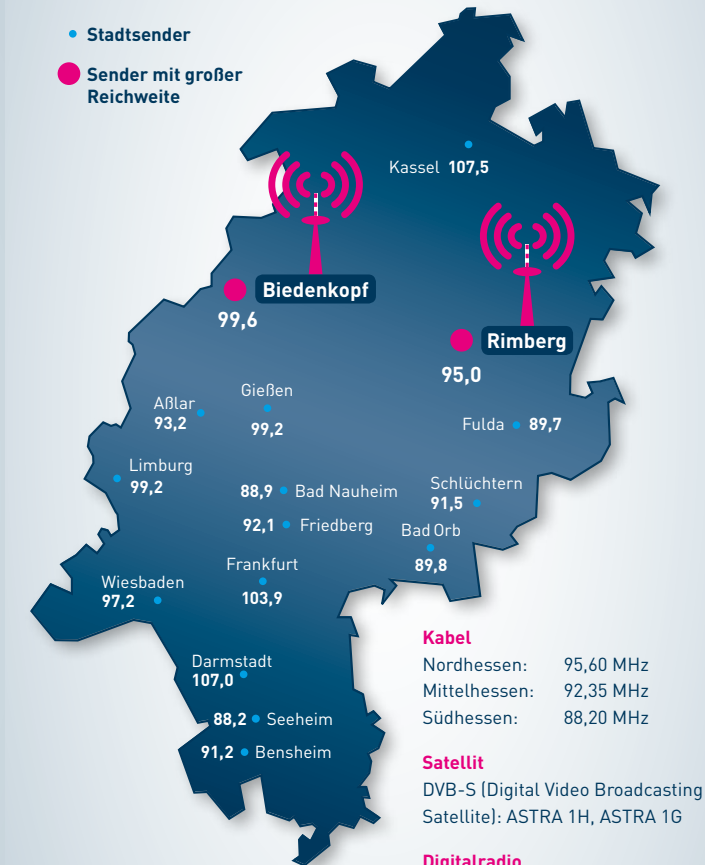 Stadtsender
Sender mit großer
Reichweite
Kassel 107,5
Biedenkopf
99,6
Rimberg
95,0
Gießen
99,2
Aßlar
93,2
Fulda 89,7
Limburg
99,2
88,9 Bad Nauheim
Schlüchtern
91,5
92,1 Friedberg
Bad Orb
89,8
Frankfurt
103,9
Wiesbaden
97,2
Darmstadt
107,0
88,2 Seeheim
91,2 Bensheim
Kabel
Nordhessen: 95,60 MHz
Mittelhessen: 92,35 MHz
Südhessen: 88,20 MHz
Satellit
DVB-S (Digital Video Broadcasting
Satellite): ASTRA 1H, ASTRA 1G
Digitalradio